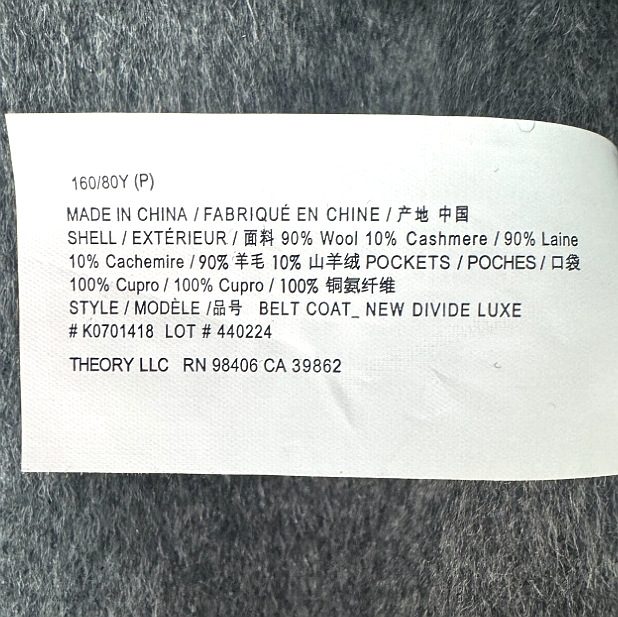 160/80Y (P)
MADE IN CHINA / FABRIQUÉ EN CHINE / 产地 中国
SHELL / EXTÉRIEUR / 面料 90% Wool 10% Cashmere / 90% Laine
10% Cachemire / 90% 羊毛 10% 山羊绒 POCKETS / POCHES / 口袋
100% Cupro / 100% Cupro / 100% 铜氨纤维
STYLE / MODÈLE /品号 BELT COAT_ NEW DIVIDE LUXE
# K0701418 LOT # 440224
THEORY LLC RN 98406 CA 39862